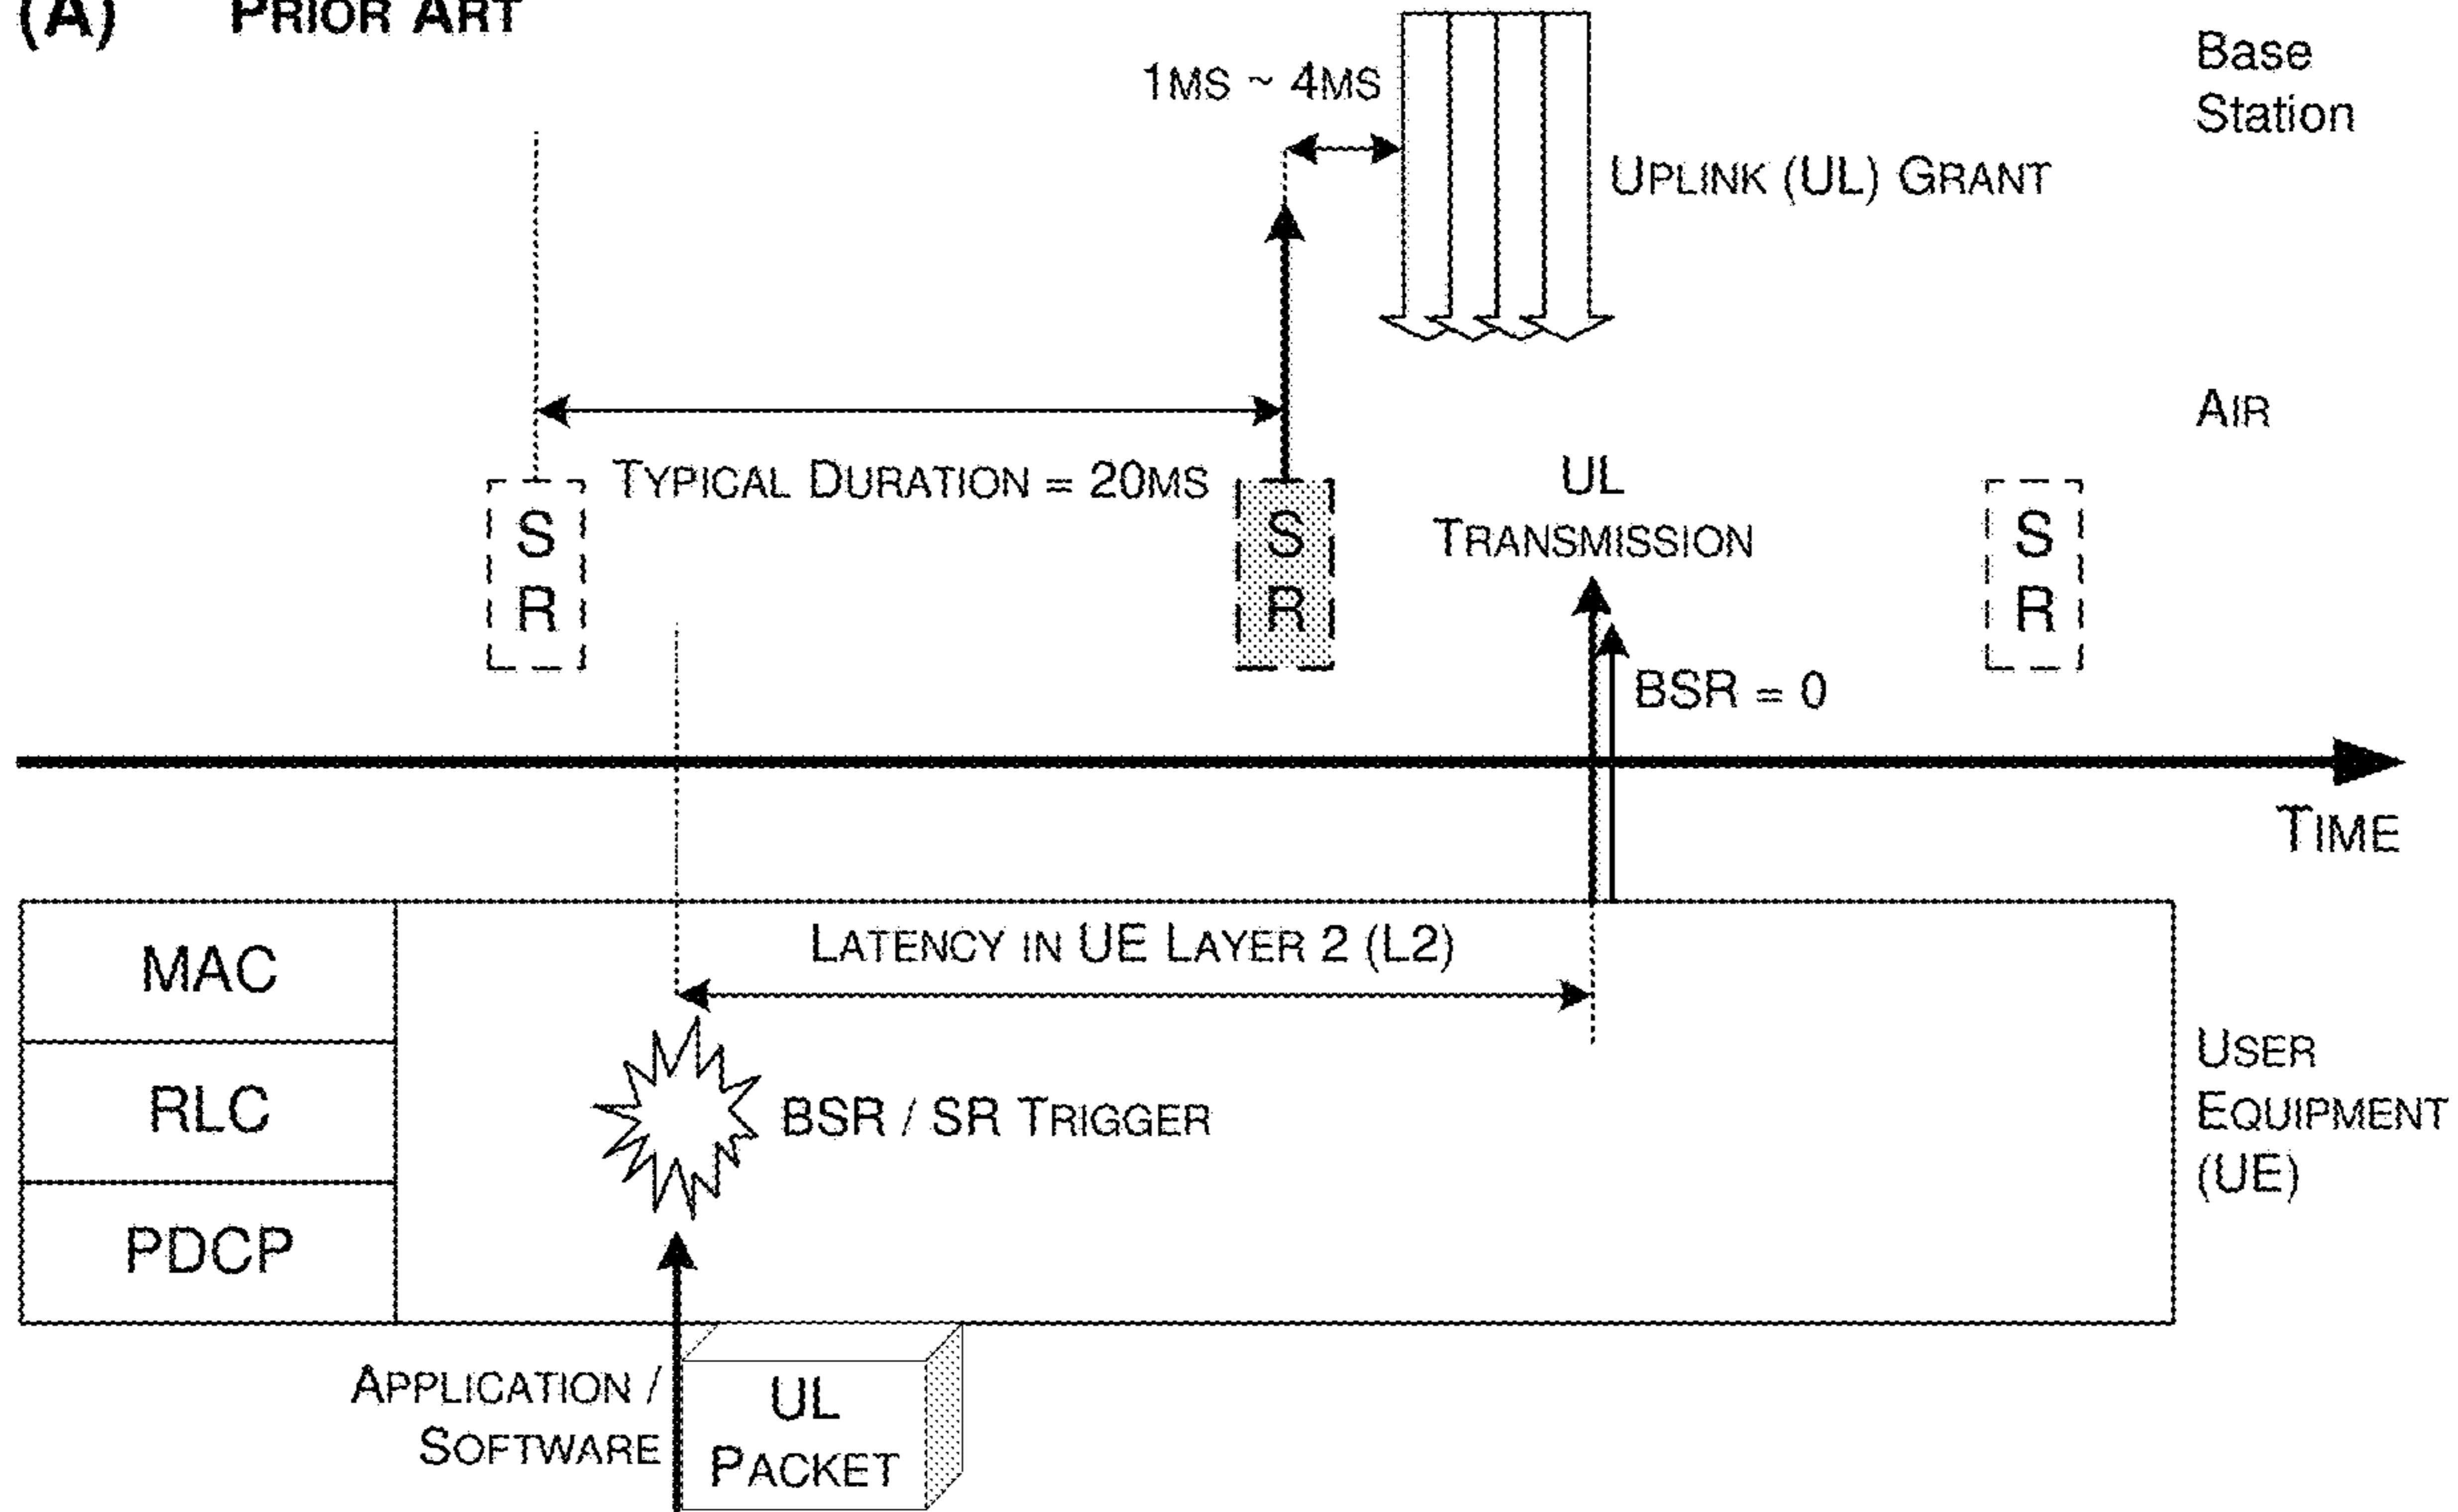 (A) PRIOR ART
Base
Station
1MS ~ 4MS
UPLINK (UL) GRANT
AIR
TYPICAL DURATION = 20MS
UL
TRANSMISSION
S
R
S
R
S
R
BSR = 0
TIME
MAC
RLC
PDCP
LATENCY IN UE LAYER 2 (L2)
BSR / SR TRIGGER
USER
EQUIPMENT
(UE)
APPLICATION /
SOFTWARE
UL
PACKET